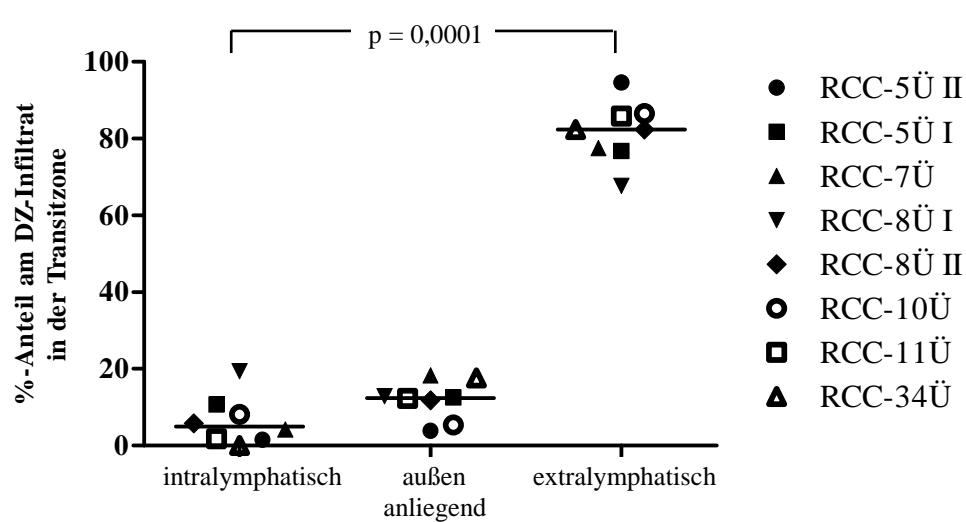 p = 0,0001
%-Anteil am DZ-Infiltrat
in der Transitzone
100
80
60
40
20
0
intralymphatisch
außen
anliegend
extralymphatisch
RCC-5Ü II
RCC-5Ü I
RCC-7Ü
RCC-8Ü I
RCC-8Ü II
RCC-10Ü
RCC-11Ü
RCC-34Ü